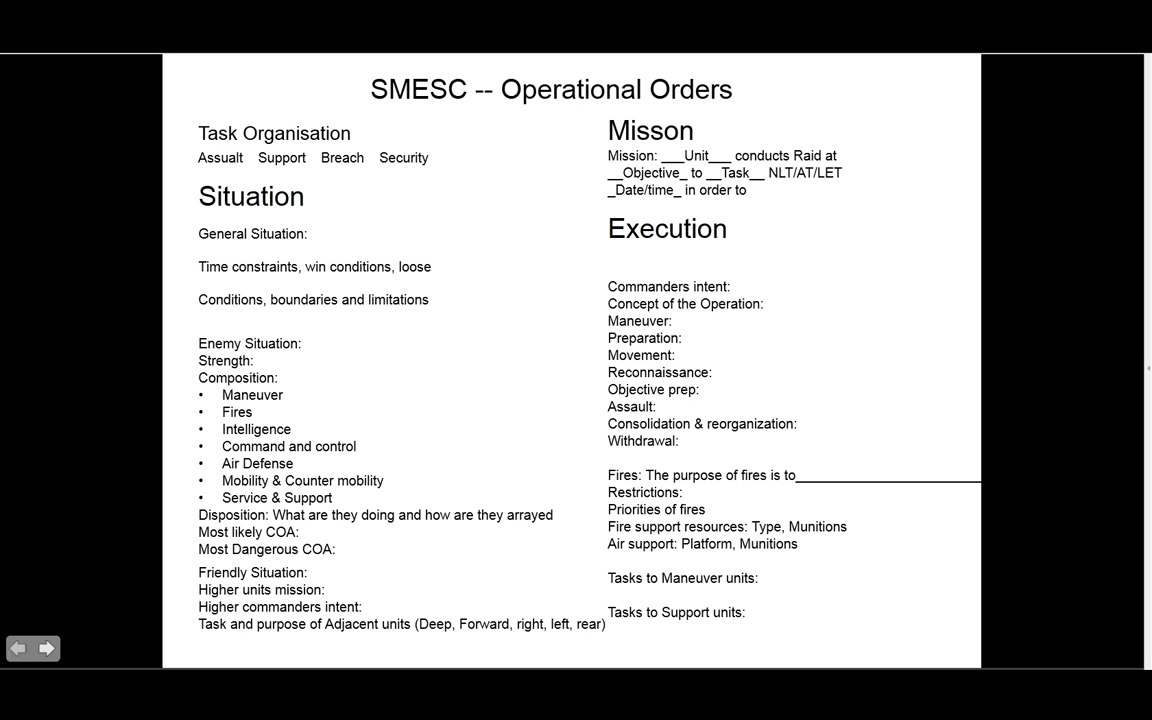 SMESC -- Operational Orders
Task Organisation
Assualt Support Breach Security
Situation
General Situation:
Time constraints, win conditions, loose
Conditions, boundaries and limitations
Enemy Situation:
Strength:
Composition:
• Maneuver
• Fires
• Intelligence
• Command and control
• Air Defense
• Mobility & Counter mobility
• Service & Support
Disposition: What are they doing and how are they arrayed
Most likely COA:
Most Dangerous COA:
Friendly Situation:
Higher units mission:
Higher commanders intent:
Task and purpose of Adjacent units (Deep, Forward, right, left, rear)
Misson
Mission: ___Unit___ conducts Raid at
__Objective_ to __Task__ NLT/AT/LET
_Date/time_ in order to
Execution
Commanders intent:
Concept of the Operation:
Maneuver:
Preparation:
Movement:
Reconnaissance:
Objective prep:
Assault:
Consolidation & reorganization:
Withdrawal:
Fires: The purpose of fires is to________________________
Restrictions:
Priorities of fires
Fire support resources: Type, Munitions
Air support: Platform, Munitions
Tasks to Maneuver units:
Tasks to Support units: